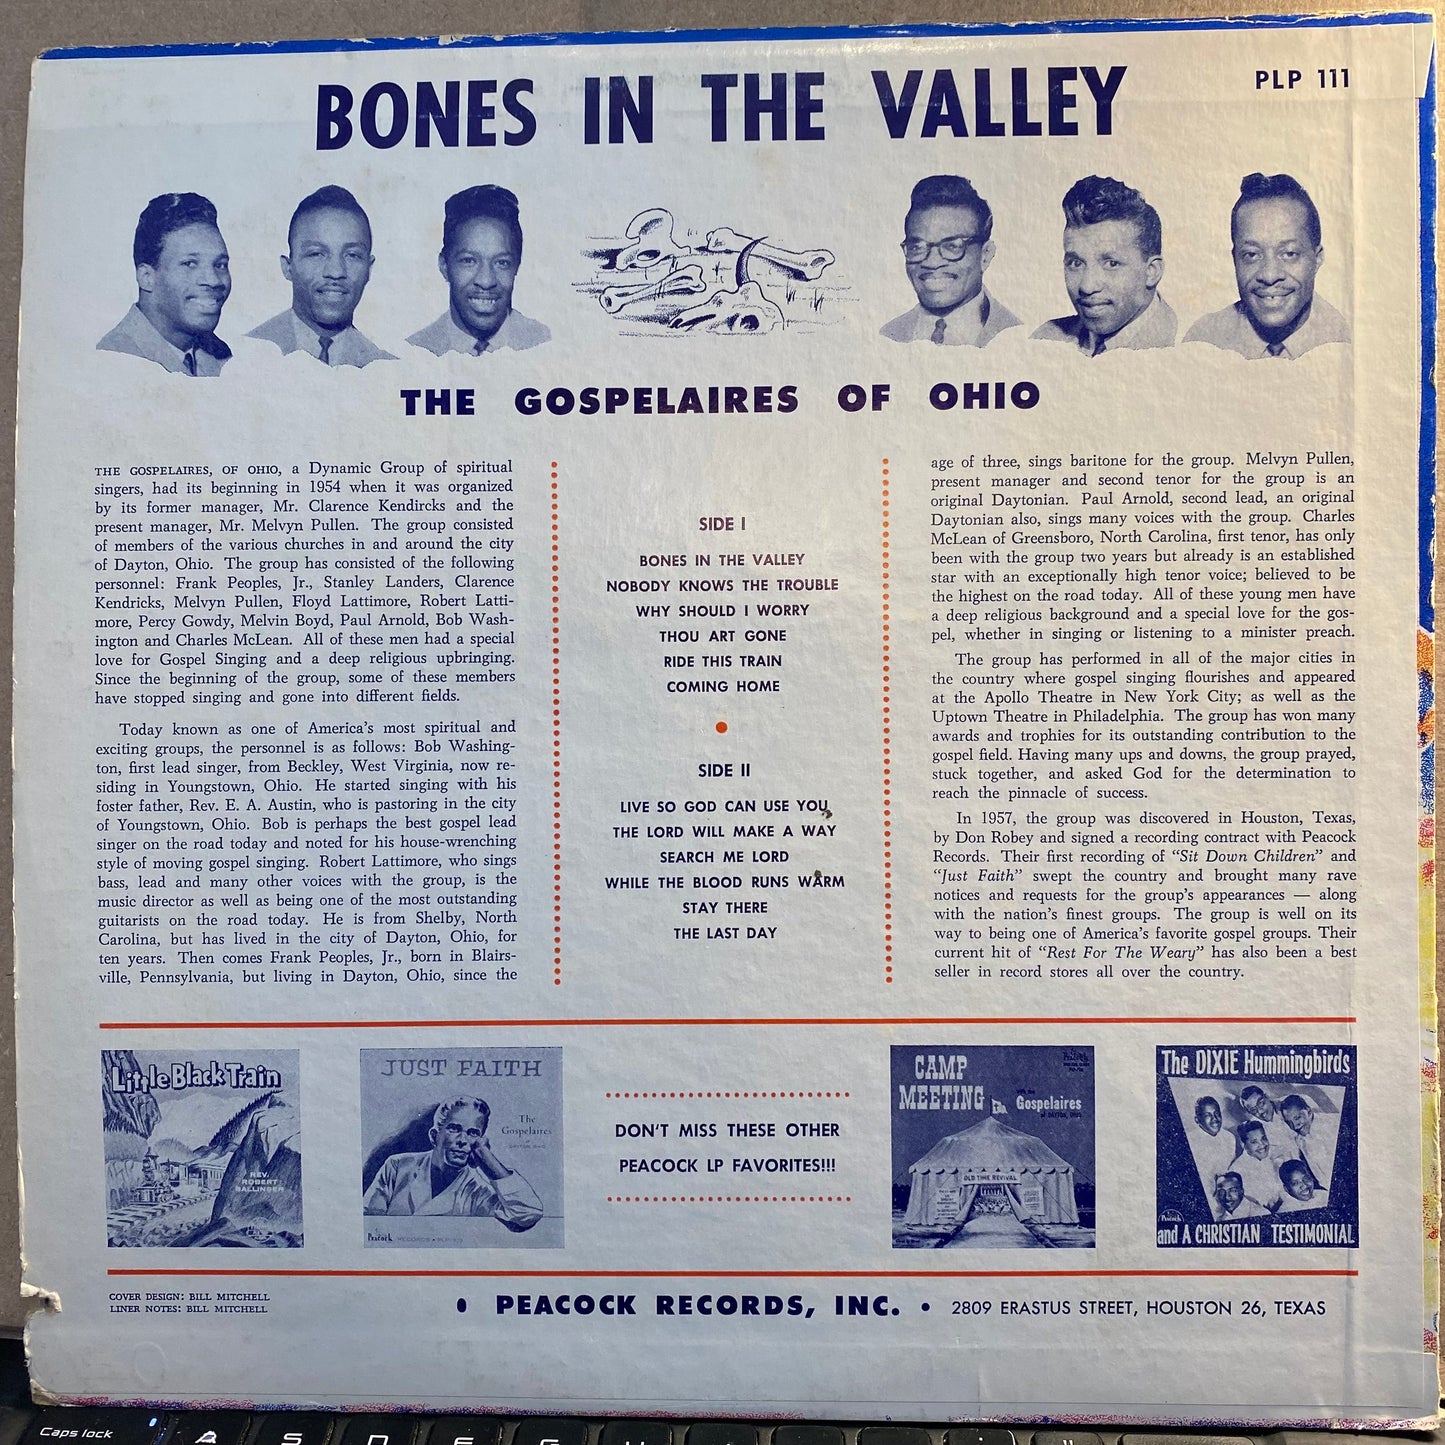 BONES IN THE VALLEY
PLP 111
THE GOSPELAIRES OF OHIO
THE GOSPELAIRES, OF OHIO, a Dynamic Group of spiritual
singers, had its beginning in 1954 when it was organized
by its former manager, Mr. Clarence Kendircks and the
present manager, Mr. Melvyn Pullen. The group consisted
of members of the various churches in and around the city
of Dayton, Ohio. The group has consisted of the following
personnel: Frank Peoples, Jr., Stanley Landers, Clarence
Kendricks, Melvyn Pullen, Floyd Lattimore, Robert Latti-
more, Percy Gowdy, Melvin Boyd, Paul Arnold, Bob Wash-
ington and Charles McLean. All of these men had a special
love for Gospel Singing and a deep religious upbringing.
Since the beginning of the group, some of these members
have stopped singing and gone into different fields.
Today known as one of America's most spiritual and
exciting groups, the personnel is as follows: Bob Washing-
ton, first lead singer, from Beckley, West Virginia, now re-
siding in Youngstown, Ohio. He started singing with his
foster father, Rev. E. A. Austin, who is pastoring in the city
of Youngstown, Ohio. Bob is perhaps the best gospel lead
singer on the road today and noted for his house-wrenching
style of moving gospel singing. Robert Lattimore, who sings
bass, lead and many other voices with the group, is the
music director as well as being one of the most outstanding
guitarists on the road today. He is from Shelby, North
Carolina, but has lived in the city of Dayton, Ohio, for
ten years. Then comes Frank Peoples, Jr., born in Blairs-
ville, Pennsylvania, but living in Dayton, Ohio, since the
SIDE I
BONES IN THE VALLEY
NOBODY KNOWS THE TROUBLE
WHY SHOULD I WORRY
THOU ART GONE
RIDE THIS TRAIN
COMING HOME
SIDE II
LIVE SO GOD CAN USE YOU
THE LORD WILL MAKE A WAY
SEARCH ME LORD
WHILE THE BLOOD RUNS WARM
STAY THERE
THE LAST DAY
age of three, sings baritone for the group. Melvyn Pullen,
present manager and second tenor for the group is an
original Daytonian. Paul Arnold, second lead, an original
Daytonian also, sings many voices with the group. Charles
McLean of Greensboro, North Carolina, first tenor, has only
been with the group two years but already is an established
star with an exceptionally high tenor voice; believed to be
the highest on the road today. All of these young men have
a deep religious background and a special love for the gos-
pel, whether in singing or listening to a minister preach.
The group has performed in all of the major cities in
the country where gospel singing flourishes and appeared
at the Apollo Theatre in New York City; as well as the
Uptown Theatre in Philadelphia. The group has won many
awards and trophies for its outstanding contribution to the
gospel field. Having many ups and downs, the group prayed,
stuck together, and asked God for the determination to
reach the pinnacle of success.
In 1957, the group was discovered in Houston, Texas,
by Don Robey and signed a recording contract with Peacock
Records. Their first recording of "Sit Down Children" and
"Just Faith" swept the country and brought many rave
notices and requests for the group's appearances — along
with the nation's finest groups. The group is well on its
way to being one of America's favorite gospel groups. Their
current hit of "Rest For The Weary" has also been a best
seller in record stores all over the country.
Little Black Train
REV.
ROBERT
BALLINGER
JUST FAITH
The
Gospelaires
Peacock RECORDS
DON'T MISS THESE OTHER
PEACOCK LP FAVORITES!!!
CAMP
MEETING
with the
Gospelaires
OF DAYTON, OHIO
Peacock
OLD TIME REVIVAL
The DIXIE Hummingbirds
Peacock
and A CHRISTIAN TESTIMONIAL
COVER DESIGN: BILL MITCHELL
LINER NOTES: BILL MITCHELL
• PEACOCK RECORDS, INC. • 2809 ERASTUS STREET, HOUSTON 26, TEXAS
Caps lock
A S D F G H